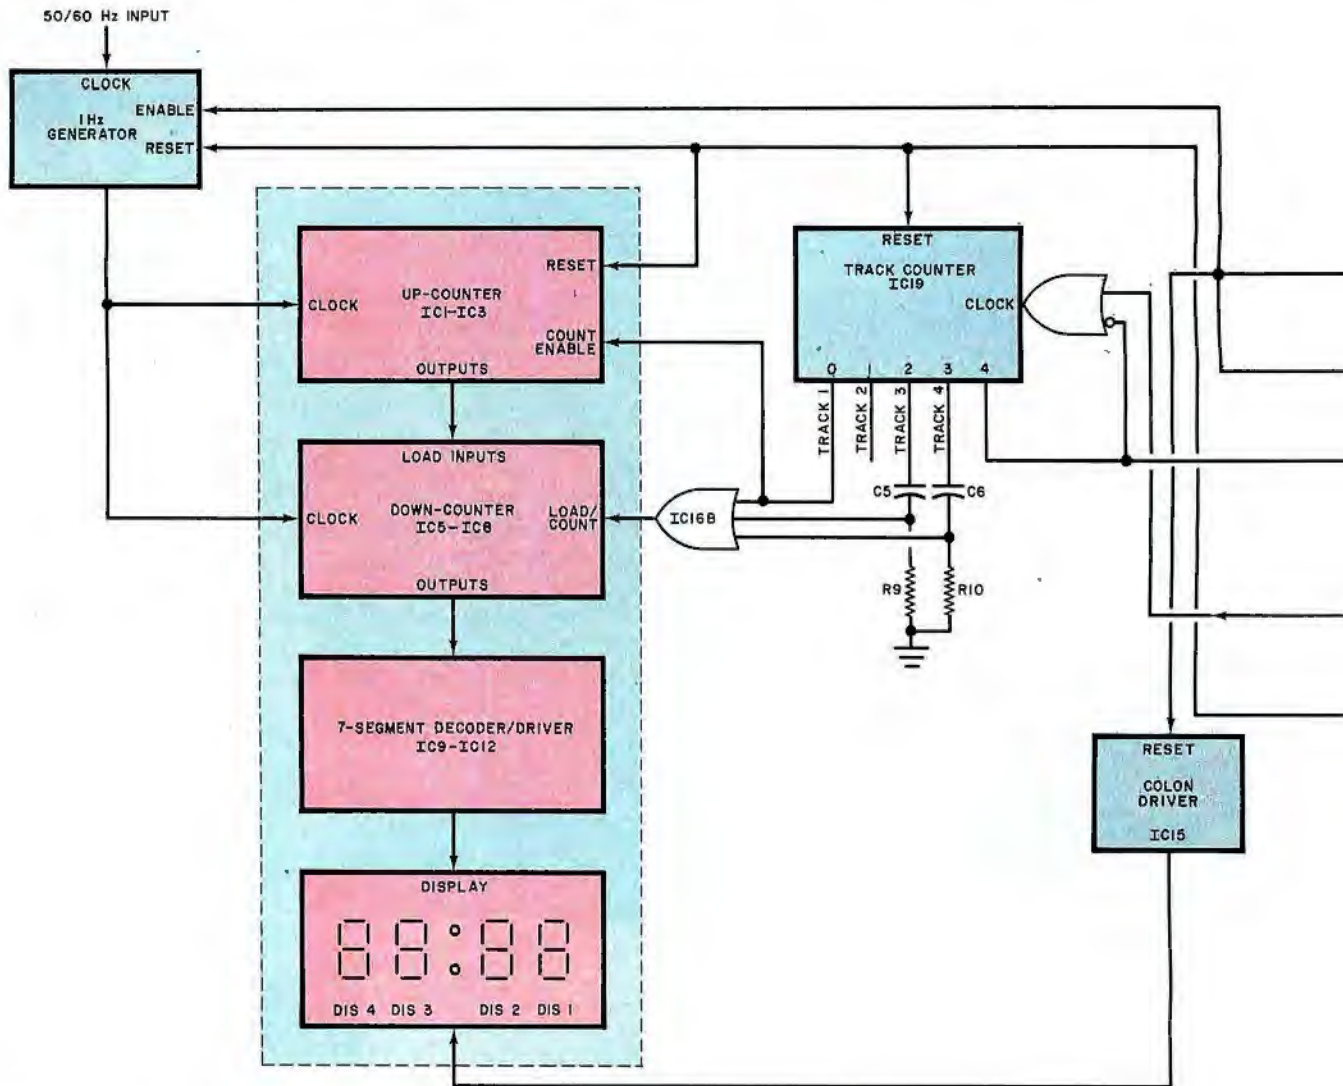 50/60 Hz INPUT
CLOCK
ENABLE
1Hz
GENERATOR
RESET
RESET
UP-COUNTER
IC1-IC3
CLOCK
COUNT
ENABLE
OUTPUTS
RESET
TRACK COUNTER
IC19
CLOCK
0 1 2 3 4
TRACK 1
TRACK 2
TRACK 3
TRACK 4
LOAD INPUTS
CLOCK
DOWN-COUNTER
IC5-IC8
LOAD/
COUNT
OUTPUTS
IC16B
C5
C6
R9
R10
7-SEGMENT DECODER/DRIVER
IC9-IC12
RESET
COLON
DRIVER
IC15
DISPLAY
88:88
DIS 4 DIS 3 DIS 2 DIS 1